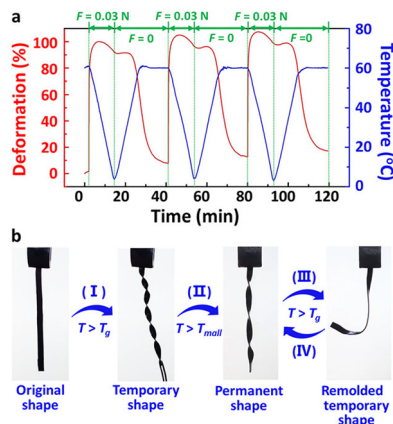 a
F = 0.03 N F = 0.03 N F = 0.03 N
F = 0 F = 0 F =0
Deformation (%)
100
80
60
40
20
0
80
60
40
20
0
Temperature (°C)
0 20 40 60 80 100 120
Time (min)
b
(I) (II) (III)
T > Tg T > Tmall T > Tg
(IV)
Original shape Temporary shape Permanent shape Remolded temporary shape